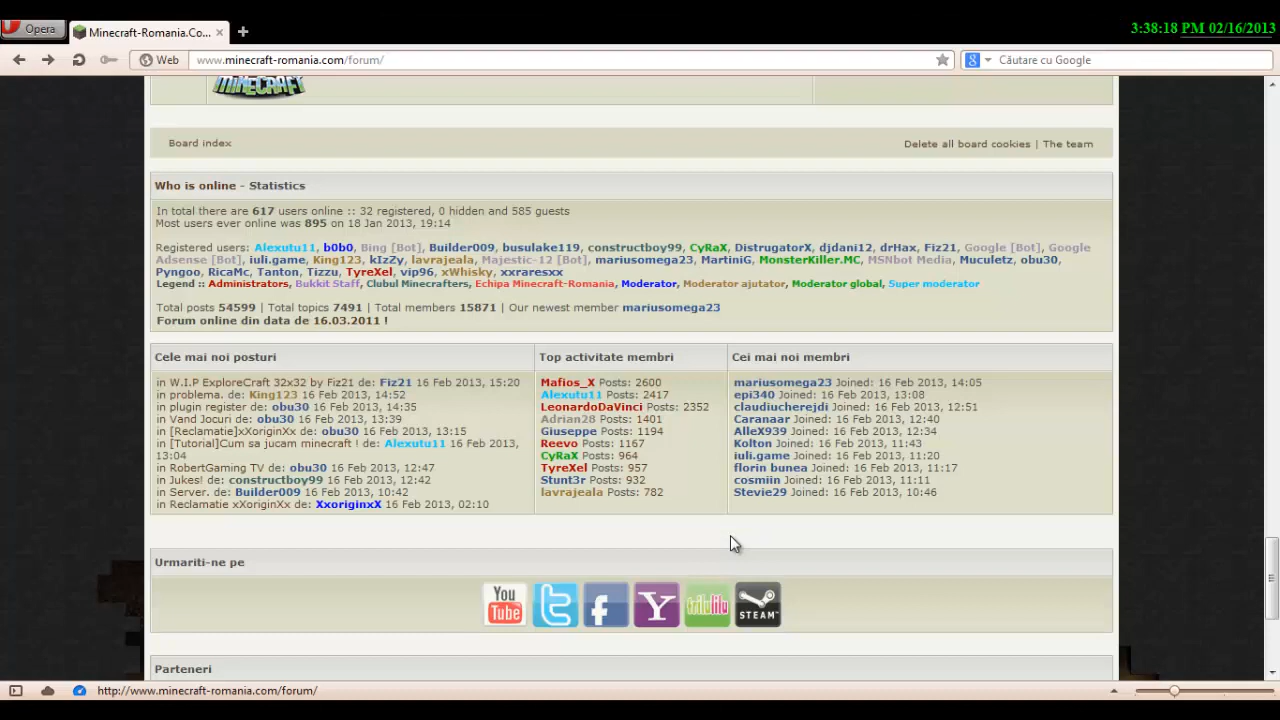 Opera
Minecraft-Romania.Co...
3:38:18 PM 02/16/2013
Web
www.minecraft-romania.com/forum/
Căutare cu Google
MINECRAFT
Board index
Delete all board cookies | The team
Who is online - Statistics
In total there are 617 users online :: 32 registered, 0 hidden and 585 guests
Most users ever online was 895 on 18 Jan 2013, 19:14
Registered users: Alexutu11, b0b0, Bing [Bot], Builder009, busulake119, constructboy99, CyRaX, DistrugatorX, djdani12, drHax, Fiz21, Google [Bot], Google
Adsense [Bot], iuli.game, King123, kIzZy, lavrajeala, Majestic-12 [Bot], mariusomega23, MartiniG, MonsterKiller.MC, MSNbot Media, Muculetz, obu30,
Pyngoo, RicaMc, Tanton, Tizzu, TyreXel, vip96, xWhisky, xxraresxx
Legend :: Administrators, Bukkit Staff, Clubul Minecrafters, Echipa Minecraft-Romania, Moderator, Moderator ajutator, Moderator global, Super moderator
Total posts 54599 | Total topics 7491 | Total members 15871 | Our newest member mariusomega23
Forum online din data de 16.03.2011 !
Cele mai noi posturi
in W.I.P ExploreCraft 32x32 by Fiz21 de: Fiz21 16 Feb 2013, 15:20
in problema. de: King123 16 Feb 2013, 14:52
in plugin register de: obu30 16 Feb 2013, 14:35
in Vand Jocuri de: obu30 16 Feb 2013, 13:39
in [Reclamatie]xXoriginXx de: obu30 16 Feb 2013, 13:15
in [Tutorial]Cum sa jucam minecraft ! de: Alexutu11 16 Feb 2013,
13:04
in RobertGaming TV de: obu30 16 Feb 2013, 12:47
in Jukes! de: constructboy99 16 Feb 2013, 12:42
in Server. de: Builder009 16 Feb 2013, 10:42
in Reclamatie xXoriginXx de: XxoriginxX 16 Feb 2013, 02:10
Top activitate membri
Mafios_X Posts: 2600
Alexutu11 Posts: 2417
LeonardoDaVinci Posts: 2352
Adrian28 Posts: 1401
Giuseppe Posts: 1194
Reevo Posts: 1167
CyRaX Posts: 964
TyreXel Posts: 957
Stunt3r Posts: 932
lavrajeala Posts: 782
Cei mai noi membri
mariusomega23 Joined: 16 Feb 2013, 14:05
epi340 Joined: 16 Feb 2013, 13:08
claudiucherejdi Joined: 16 Feb 2013, 12:51
Caranaar Joined: 16 Feb 2013, 12:40
AlleX939 Joined: 16 Feb 2013, 12:34
Kolton Joined: 16 Feb 2013, 11:43
iuli.game Joined: 16 Feb 2013, 11:20
florin bunea Joined: 16 Feb 2013, 11:17
cosmiin Joined: 16 Feb 2013, 11:11
Stevie29 Joined: 16 Feb 2013, 10:46
Urmariti-ne pe
You
Tube
trilulilu
STEAM
Parteneri
http://www.minecraft-romania.com/forum/